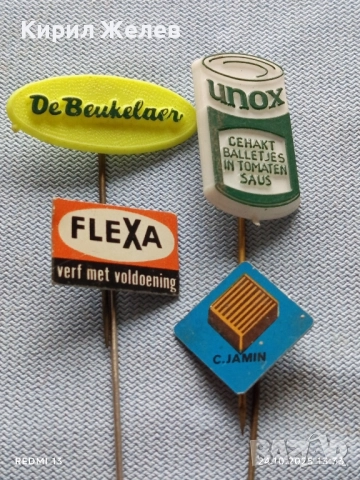 Кирил Желев
De Beukelaer
unox
GEHAKT
BALLETJES
IN TOMATEN
SAUS
FLEXA
verf met voldoening
C.JAMIN
REDMI 13